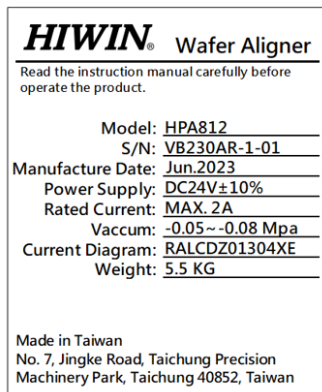 HIWIN® Wafer Aligner
Read the instruction manual carefully before
operate the product.
Model: HPA812
S/N: VB230AR-1-01
Manufacture Date: Jun.2023
Power Supply: DC24V±10%
Rated Current: MAX. 2A
Vaccum: -0.05~-0.08 Mpa
Current Diagram: RALCDZ01304XE
Weight: 5.5 KG
Made in Taiwan
No. 7, Jingke Road, Taichung Precision
Machinery Park, Taichung 40852, Taiwan